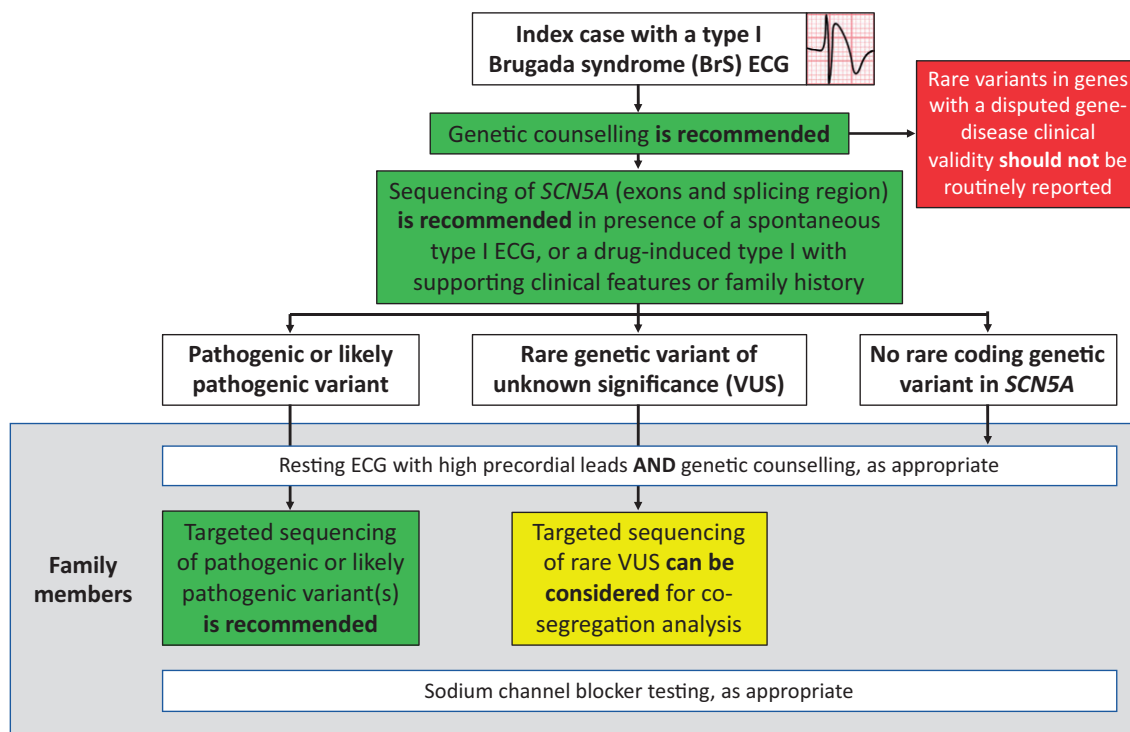 Index case with a type I
Brugada syndrome (BrS) ECG
Rare variants in genes
with a disputed gene-
disease clinical
validity should not be
routinely reported
Genetic counselling is recommended
Sequencing of SCN5A (exons and splicing region)
is recommended in presence of a spontaneous
type I ECG, or a drug-induced type I with
supporting clinical features or family history
Pathogenic or likely
pathogenic variant
Rare genetic variant of
unknown significance (VUS)
No rare coding genetic
variant in SCN5A
Resting ECG with high precordial leads AND genetic counselling, as appropriate
Family
members
Targeted sequencing
of pathogenic or likely
pathogenic variant(s)
is recommended
Targeted sequencing
of rare VUS can be
considered for co-
segregation analysis
Sodium channel blocker testing, as appropriate